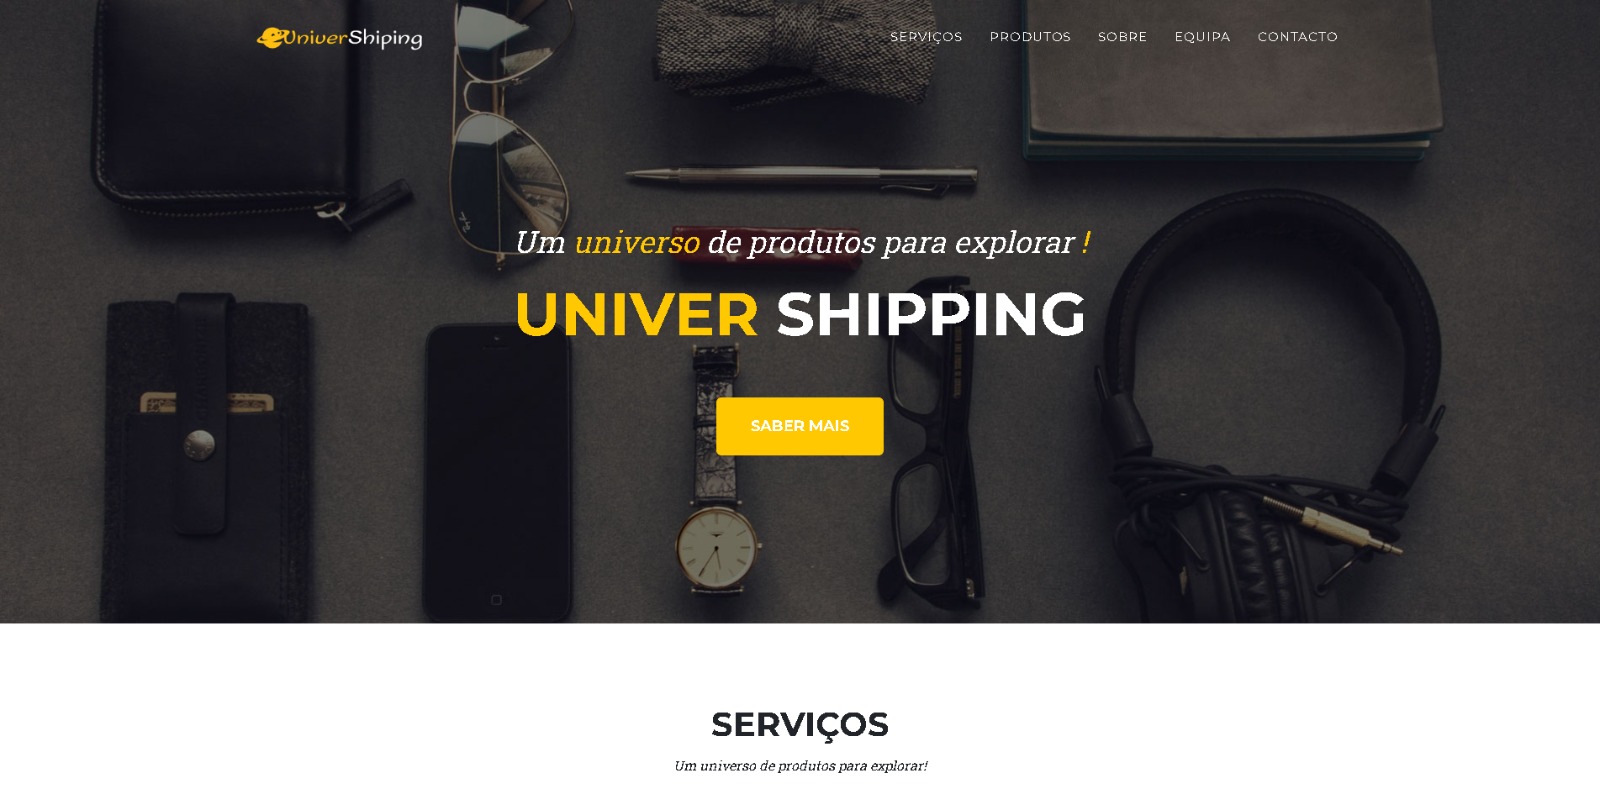 UniverShiping
SERVIÇOS PRODUTOS SOBRE EQUIPA CONTACTO
Um universo de produtos para explorar !
UNIVER SHIPPING
SABER MAIS
SERVIÇOS
Um universo de produtos para explorar!